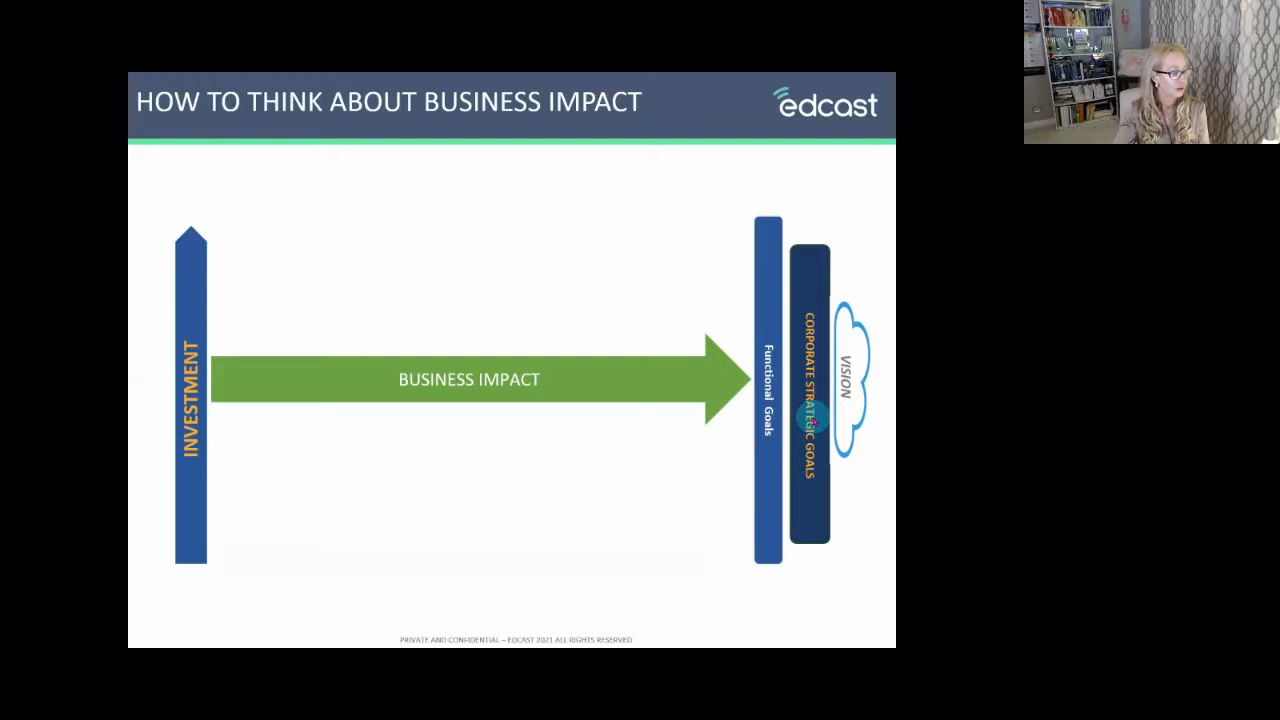 HOW TO THINK ABOUT BUSINESS IMPACT
edcast
INVESTMENT
BUSINESS IMPACT
Functional Goals
CORPORATE STRATEGIC GOALS
VISION
PRIVATE AND CONFIDENTIAL – EDCAST 2021 ALL RIGHTS RESERVED